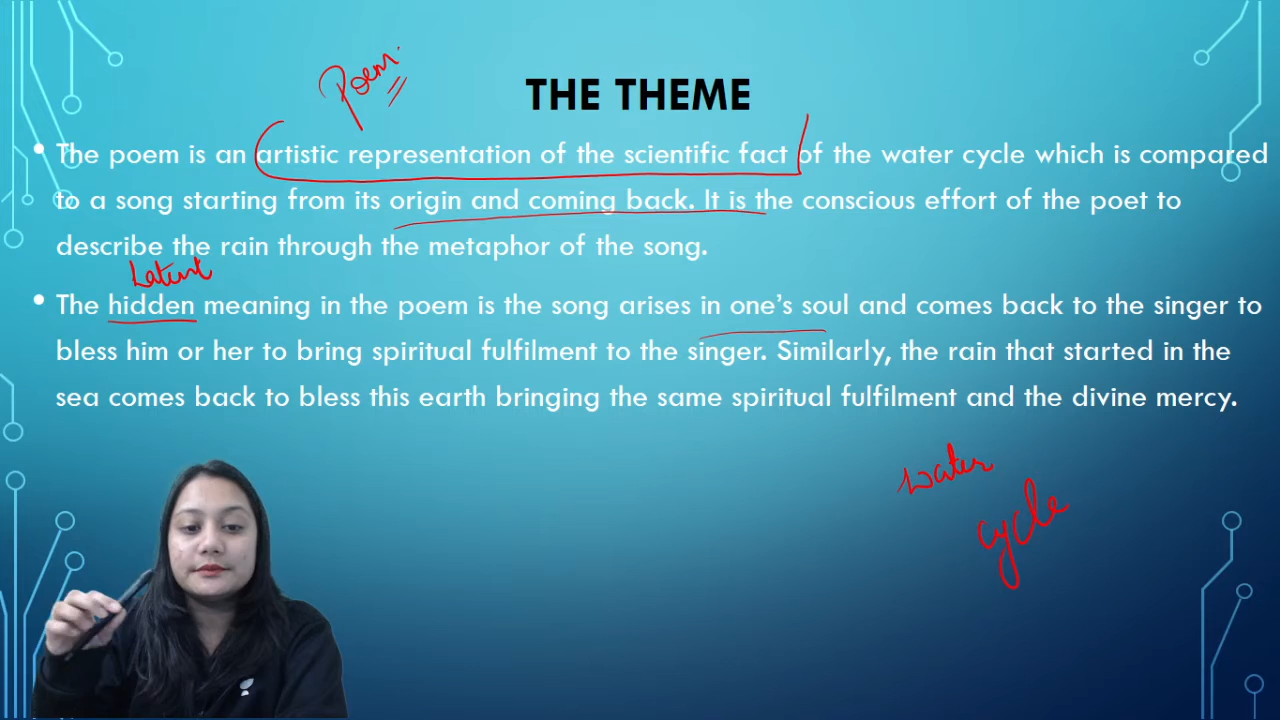 Poem.
THE THEME
• The poem is an artistic representation of the scientific fact of the water cycle which is compared
to a song starting from its origin and coming back. It is the conscious effort of the poet to
describe the rain through the metaphor of the song.
Latent
• The hidden meaning in the poem is the song arises in one's soul and comes back to the singer to
bless him or her to bring spiritual fulfilment to the singer. Similarly, the rain that started in the
sea comes back to bless this earth bringing the same spiritual fulfilment and the divine mercy.
water
cycle